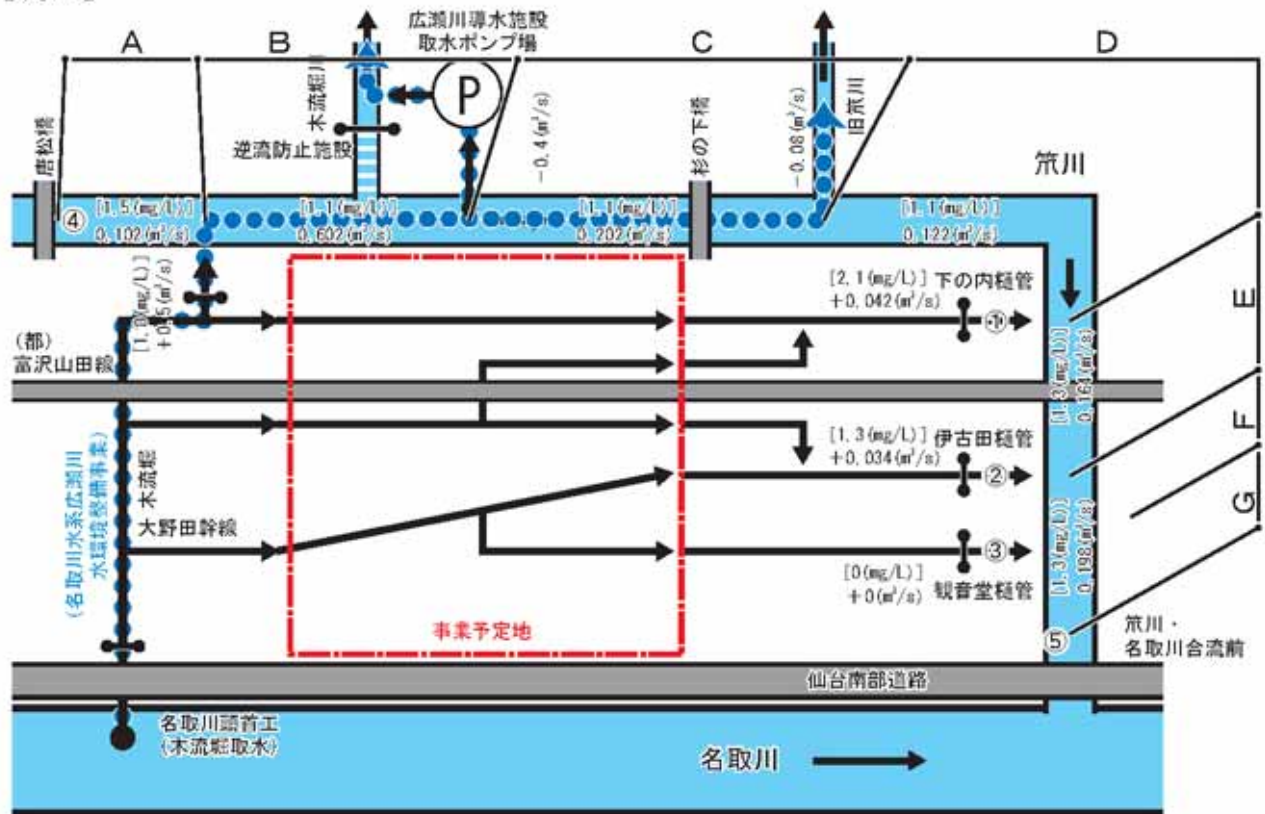 A
B
C
D
広瀬川導水施設
取水ポンプ場
P
木流堀川
逆流防止施設
-0.4(m³/s)
杉の下橋
-0.08(m³/s)
旧笊川
笊川
唐松橋
④
[1.5(mg/L)]
0.102(m³/s)
[1.1(mg/L)]
0.602(m³/s)
[1.1(mg/L)]
0.202(m³/s)
[1.1(mg/L)]
0.122(m³/s)
+0.5(m³/s)
[2.1(mg/L)] 下の内樋管
+0.042(m³/s)
①
(都)
富沢山田線
[1.3(mg/L)]
0.164(m³/s)
E
F
G
(名取川水系広瀬川
水環境整備事業)
木流堀
大野田幹線
[1.3(mg/L)] 伊古田樋管
+0.034(m³/s)
②
③
[0(mg/L)]
+0(m³/s) 観音堂樋管
[1.3(mg/L)]
0.198(m³/s)
事業予定地
⑤
笊川・
名取川合流前
仙台南部道路
名取川頭首工
(木流堀取水)
名取川